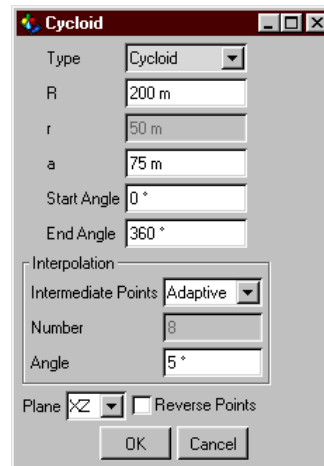 Cycloid
Type Cycloid
R 200 m
r 50 m
a 75 m
Start Angle 0 °
End Angle 360 °
Interpolation
Intermediate Points Adaptive
Number 8
Angle 5 °
Plane XZ Reverse Points
OK Cancel